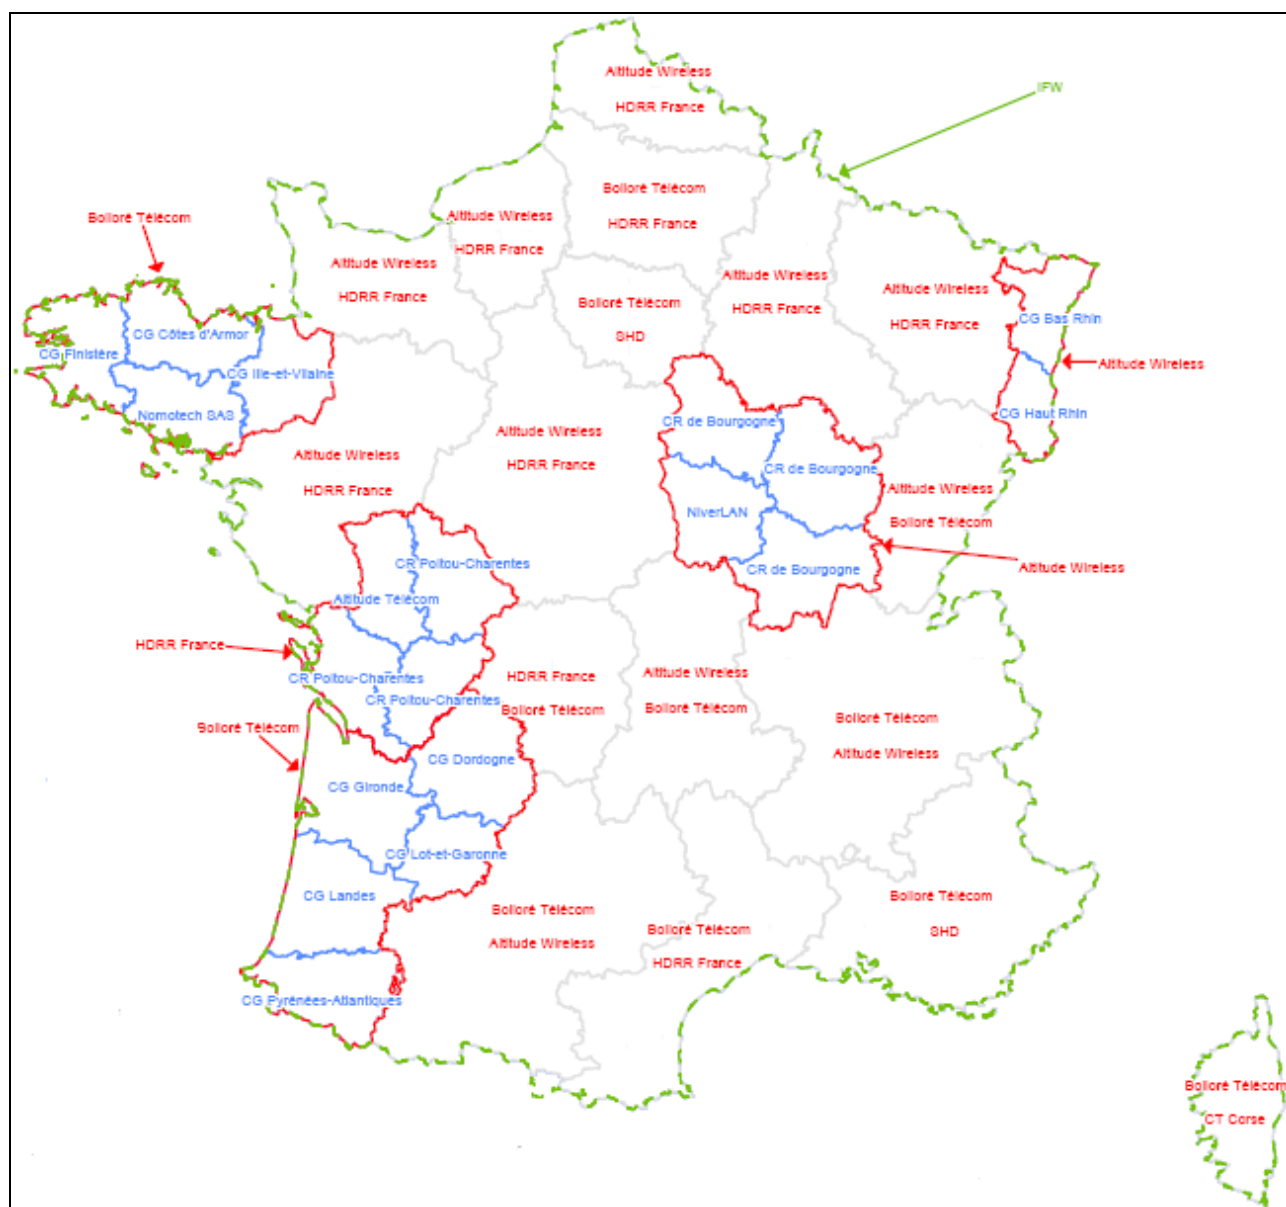 Altitude Wireless
HDRR France
IFW
Bolloré Télécom
HDRR France
Bolloré Télécom
Altitude Wireless
HDRR France
Altitude Wireless
HDRR France
Altitude Wireless
HDRR France
Altitude Wireless
HDRR France
Bolloré Télécom
SHD
CG Bas Rhin
CG Côtes d'Armor
CG Finistère
CG Ille-et-Vilaine
Nomotech SAS
Altitude Wireless
CG Haut Rhin
CR de Bourgogne
Altitude Wireless
HDRR France
Altitude Wireless
HDRR France
CR de Bourgogne
NiverLAN
Altitude Wireless
Bolloré Télécom
CR de Bourgogne
Altitude Wireless
CR Poitou-Charentes
Altitude Télécom
HDRR France
CR Poitou-Charentes
CR Poitou-Charentes
HDRR France
Bolloré Télécom
Altitude Wireless
Bolloré Télécom
Bolloré Télécom
Altitude Wireless
Bolloré Télécom
CG Dordogne
CG Gironde
CG Lot-et-Garonne
CG Landes
Bolloré Télécom
Altitude Wireless
Bolloré Télécom
HDRR France
Bolloré Télécom
SHD
CG Pyrénées-Atlantiques
Bolloré Télécom
CT Corse